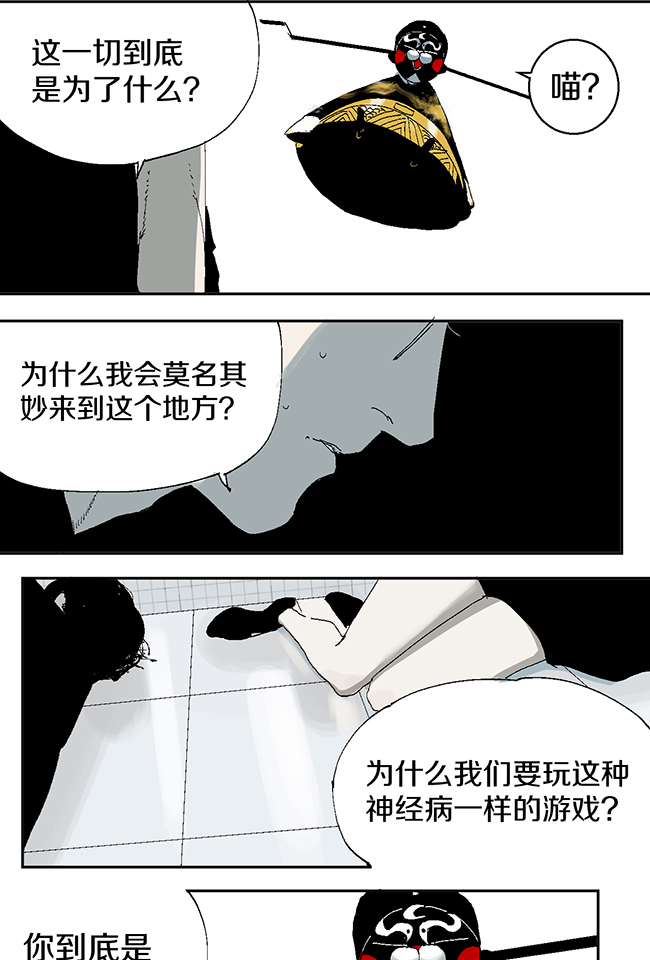 这一切到底
是为了什么？
喵？
为什么我会莫名其
妙来到这个地方？
为什么我们要玩这种
神经病一样的游戏？
你到底是